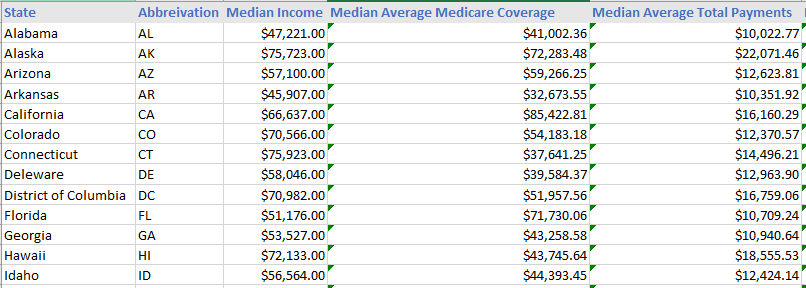 State Abbreivation Median Income Median Average Medicare Coverage Median Average Total Payments
Alabama AL $47,221.00 $41,002.36 $10,022.77
Alaska AK $75,723.00 $72,283.48 $22,071.46
Arizona AZ $57,100.00 $59,266.25 $12,623.81
Arkansas AR $45,907.00 $32,673.55 $10,351.92
California CA $66,637.00 $85,422.81 $16,160.29
Colorado CO $70,566.00 $54,183.18 $12,370.57
Connecticut CT $75,923.00 $37,641.25 $14,496.21
Deleware DE $58,046.00 $39,584.37 $12,963.90
District of Columbia DC $70,982.00 $51,957.56 $16,759.06
Florida FL $51,176.00 $71,730.06 $10,709.24
Georgia GA $53,527.00 $43,258.58 $10,940.64
Hawaii HI $72,133.00 $43,745.64 $18,555.53
Idaho ID $56,564.00 $44,393.45 $12,424.14